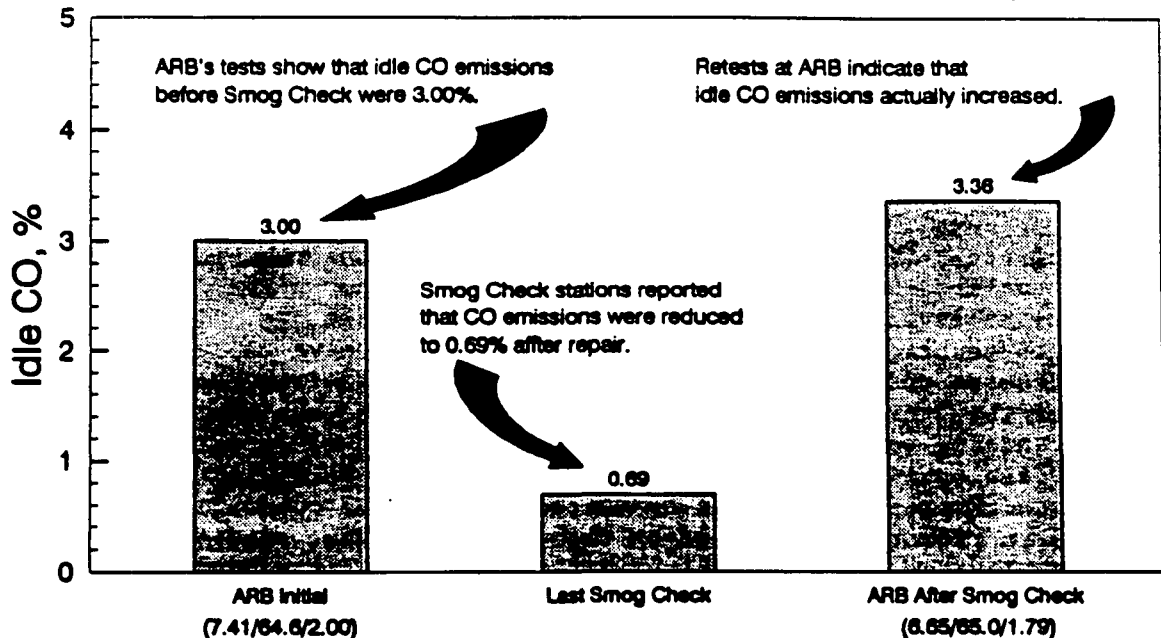 5
4
3
2
1
0
Idle CO, %
ARB's tests show that idle CO emissions
before Smog Check were 3.00%.
Retests at ARB indicate that
idle CO emissions actually increased.
3.00
3.36
Smog Check stations reported
that CO emissions were reduced
to 0.69% affter repair.
0.69
ARB Initial
(7.41/64.6/2.00)
Last Smog Check
ARB After Smog Check
(6.65/65.0/1.79)